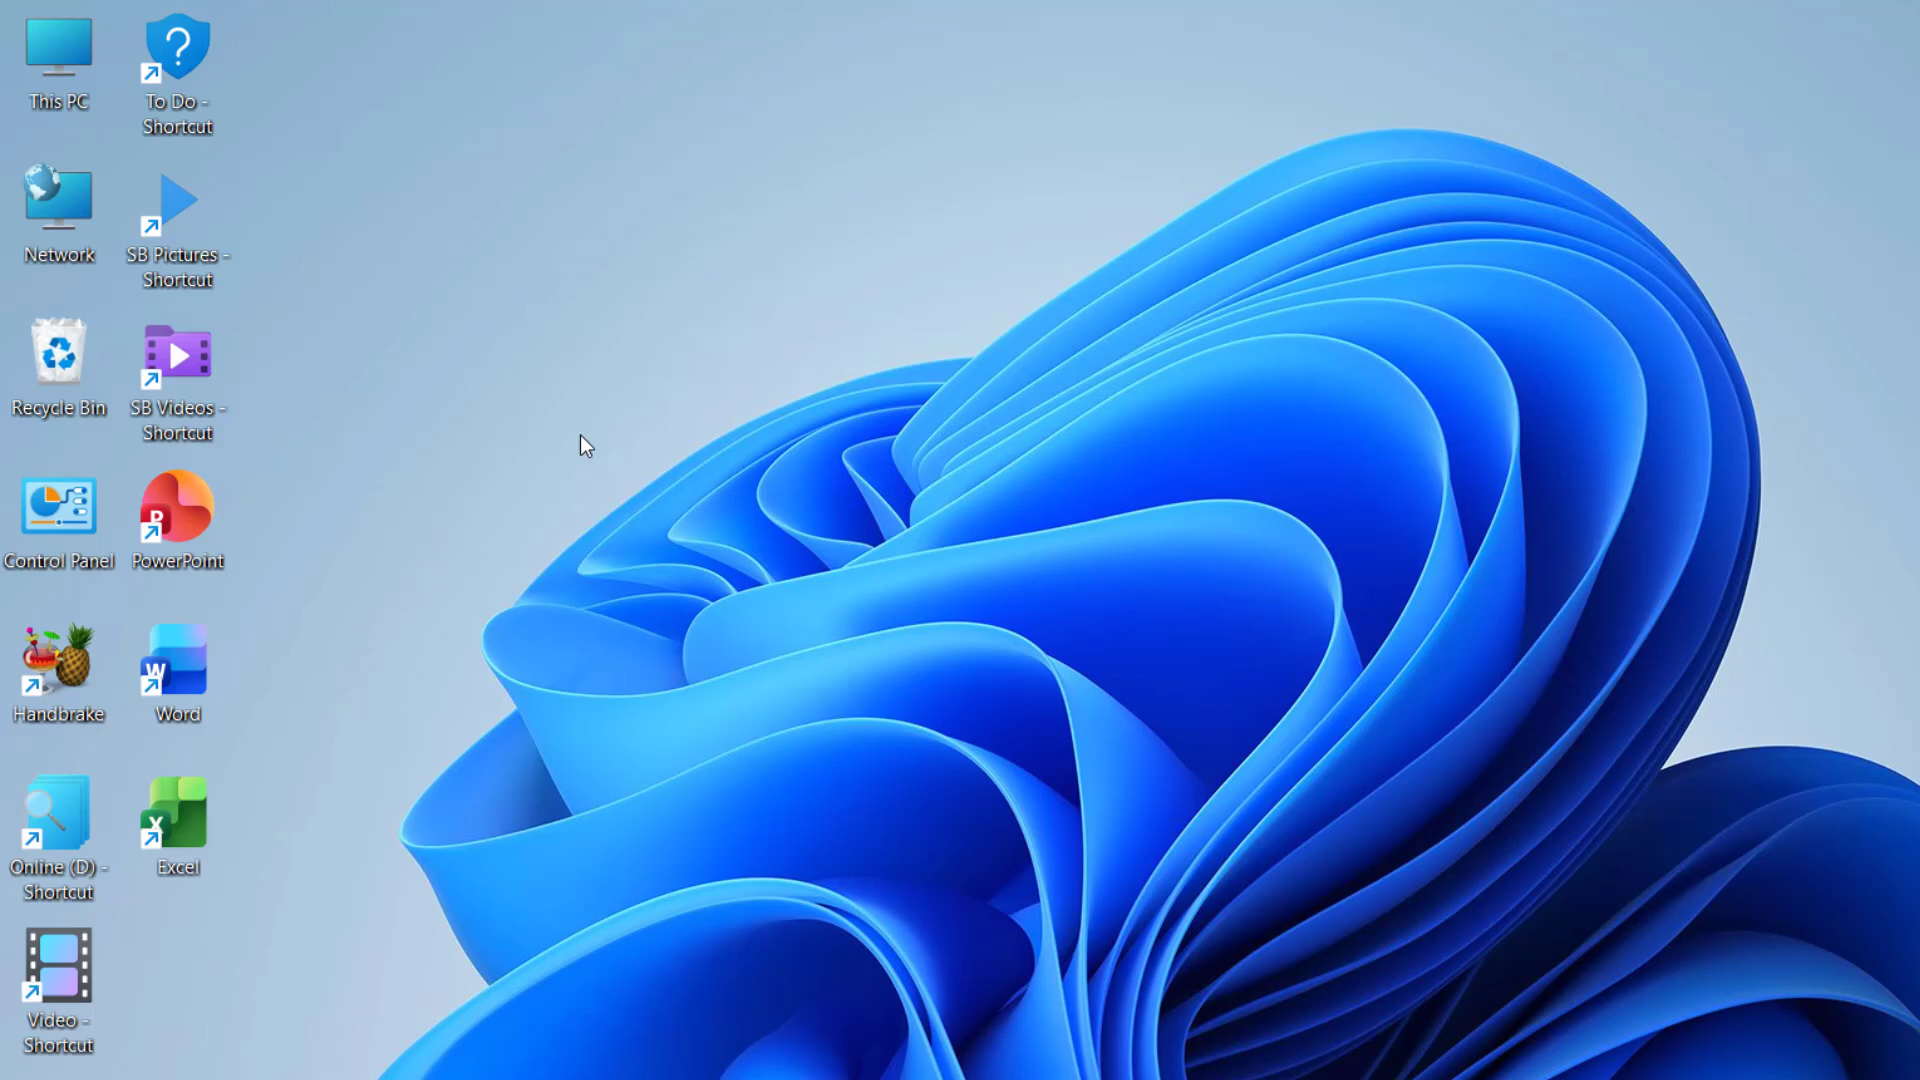 This PC
To Do -
Shortcut
Network
SB Pictures -
Shortcut
Recycle Bin
SB Videos -
Shortcut
Control Panel
P
PowerPoint
Handbrake
W
Word
Online (D) -
Shortcut
X
Excel
Video -
Shortcut